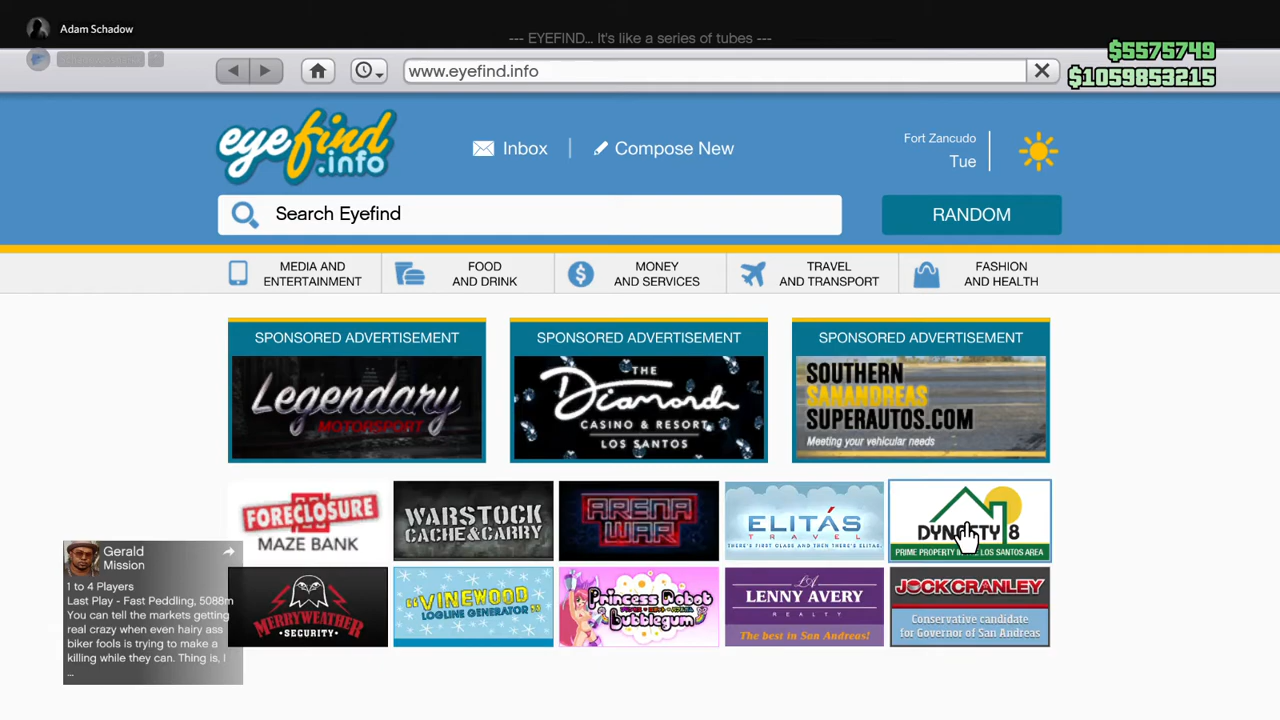 Adam Schadow
--- EYEFIND... It's like a series of tubes ---
$5575749
www.eyefind.info
$1059853215
eyefind.info
Inbox
Compose New
Fort Zancudo
Tue
Search Eyefind
RANDOM
MEDIA AND
ENTERTAINMENT
FOOD
AND DRINK
MONEY
AND SERVICES
TRAVEL
AND TRANSPORT
FASHION
AND HEALTH
SPONSORED ADVERTISEMENT
Legendary
MOTORSPORT
SPONSORED ADVERTISEMENT
THE
Diamond
CASINO & RESORT
LOS SANTOS
SPONSORED ADVERTISEMENT
SOUTHERN
SANANDREAS
SUPERAUTOS.COM
Meeting your vehicular needs
FORECLOSURE
MAZE BANK
WARSTOCK
CACHE & CARRY
ARENA
WAR
ELITÁS
TRAVEL
THERE'S FIRST CLASS AND THEN THERE'S ELITÁS.
DYNASTY 8
PRIME PROPERTY IN THE LOS SANTOS AREA
MERRYWEATHER
SECURITY
"VINEWOOD
LOGLINE GENERATOR"
Princess Robot
Bubblegum
LA
LENNY AVERY
REALTY
The best in San Andreas!
JOCK CRANLEY
Conservative candidate
for Governor of San Andreas
Gerald
Mission
1 to 4 Players
Last Play - Fast Peddling, 5088m
You can tell the markets getting
real crazy when even hairy ass
biker fools is trying to make a
killing while they can. Thing is, I
...